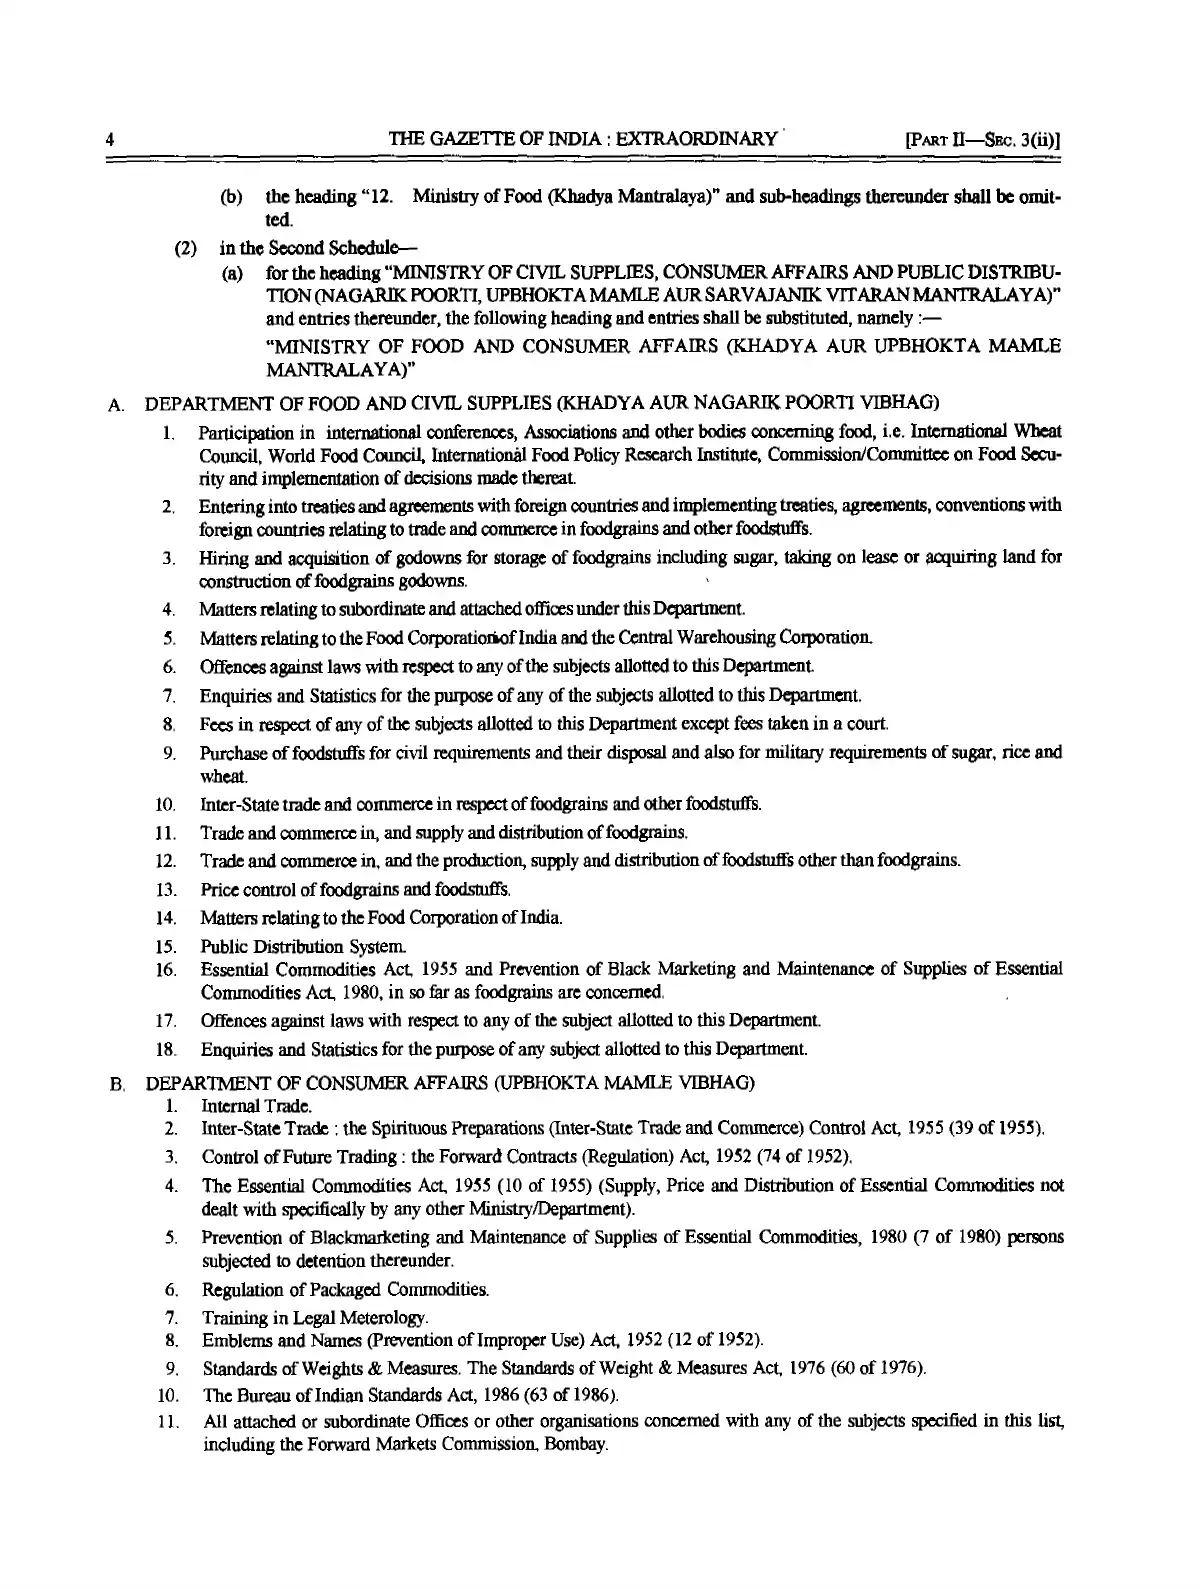 4 THE GAZETTE OF INDIA : EXTRAORDINARY [PART II—SEC. 3(ii)]
(b) the heading “12. Ministry of Food (Khadya Mantralaya)” and sub-headings thereunder shall be omit-
ted.
(2) in the Second Schedule—
(a) for the heading “MINISTRY OF CIVIL SUPPLIES, CONSUMER AFFAIRS AND PUBLIC DISTRIBU-
TION (NAGARIK POORTI, UPBHOKTA MAMLE AUR SARVAJANIK VITARAN MANTRALAYA)”
and entries thereunder, the following heading and entries shall be substituted, namely :—
“MINISTRY OF FOOD AND CONSUMER AFFAIRS (KHADYA AUR UPBHOKTA MAMLE
MANTRALAYA)”
A. DEPARTMENT OF FOOD AND CIVIL SUPPLIES (KHADYA AUR NAGARIK POORTI VIBHAG)
1. Participation in international conferences, Associations and other bodies concerning food, i.e. International Wheat
Council, World Food Council, International Food Policy Research Institute, Commission/Committee on Food Secu-
rity and implementation of decisions made thereat.
2. Entering into treaties and agreements with foreign countries and implementing treaties, agreements, conventions with
foreign countries relating to trade and commerce in foodgrains and other foodstuffs.
3. Hiring and acquisition of godowns for storage of foodgrains including sugar, taking on lease or acquiring land for
construction of foodgrains godowns.
4. Matters relating to subordinate and attached offices under this Department.
5. Matters relating to the Food Corporation of India and the Central Warehousing Corporation.
6. Offences against laws with respect to any of the subjects allotted to this Department.
7. Enquiries and Statistics for the purpose of any of the subjects allotted to this Department.
8. Fees in respect of any of the subjects allotted to this Department except fees taken in a court.
9. Purchase of foodstuffs for civil requirements and their disposal and also for military requirements of sugar, rice and
wheat.
10. Inter-State trade and commerce in respect of foodgrains and other foodstuffs.
11. Trade and commerce in, and supply and distribution of foodgrains.
12. Trade and commerce in, and the production, supply and distribution of foodstuffs other than foodgrains.
13. Price control of foodgrains and foodstuffs.
14. Matters relating to the Food Corporation of India.
15. Public Distribution System.
16. Essential Commodities Act, 1955 and Prevention of Black Marketing and Maintenance of Supplies of Essential
Commodities Act, 1980, in so far as foodgrains are concerned.
17. Offences against laws with respect to any of the subject allotted to this Department.
18. Enquiries and Statistics for the purpose of any subject allotted to this Department.
B. DEPARTMENT OF CONSUMER AFFAIRS (UPBHOKTA MAMLE VIBHAG)
1. Internal Trade.
2. Inter-State Trade : the Spirituous Preparations (Inter-State Trade and Commerce) Control Act, 1955 (39 of 1955).
3. Control of Future Trading : the Forward Contracts (Regulation) Act, 1952 (74 of 1952).
4. The Essential Commodities Act, 1955 (10 of 1955) (Supply, Price and Distribution of Essential Commodities not
dealt with specifically by any other Ministry/Department).
5. Prevention of Blackmarketing and Maintenance of Supplies of Essential Commodities, 1980 (7 of 1980) persons
subjected to detention thereunder.
6. Regulation of Packaged Commodities.
7. Training in Legal Meterology.
8. Emblems and Names (Prevention of Improper Use) Act, 1952 (12 of 1952).
9. Standards of Weights & Measures. The Standards of Weight & Measures Act, 1976 (60 of 1976).
10. The Bureau of Indian Standards Act, 1986 (63 of 1986).
11. All attached or subordinate Offices or other organisations concerned with any of the subjects specified in this list,
including the Forward Markets Commission, Bombay.